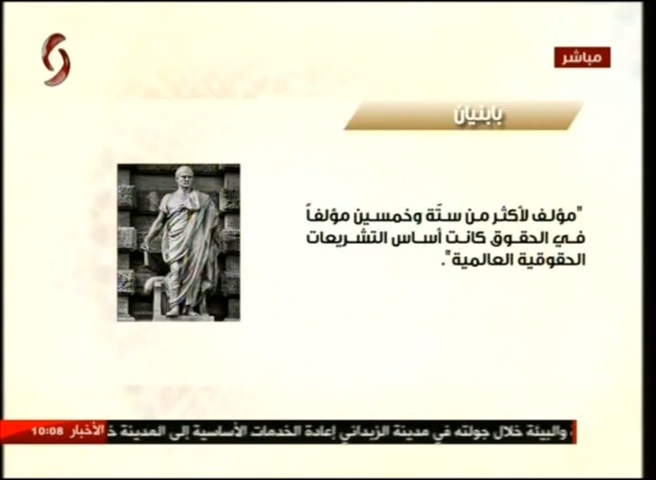 مباشر
بابنيان
"مؤلف لأكثر من ستّة وخمسين مؤلفاً
في الحقوق كانت أساس التشريعات
الحقوقية العالمية".
والبيئة خلال جولته في مدينة الزبداني إعادة الخدمات الأساسية إلى المدينة
الأخبار 10:08